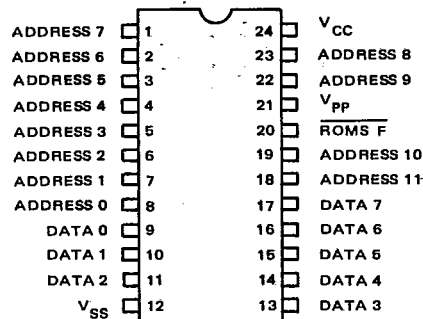 ADDRESS 7 1 24 VCC
ADDRESS 6 2 23 ADDRESS 8
ADDRESS 5 3 22 ADDRESS 9
ADDRESS 4 4 21 VPP
ADDRESS 3 5 20 ROMS F
ADDRESS 2 6 19 ADDRESS 10
ADDRESS 1 7 18 ADDRESS 11
ADDRESS 0 8 17 DATA 7
DATA 0 9 16 DATA 6
DATA 1 10 15 DATA 5
DATA 2 11 14 DATA 4
VSS 12 13 DATA 3